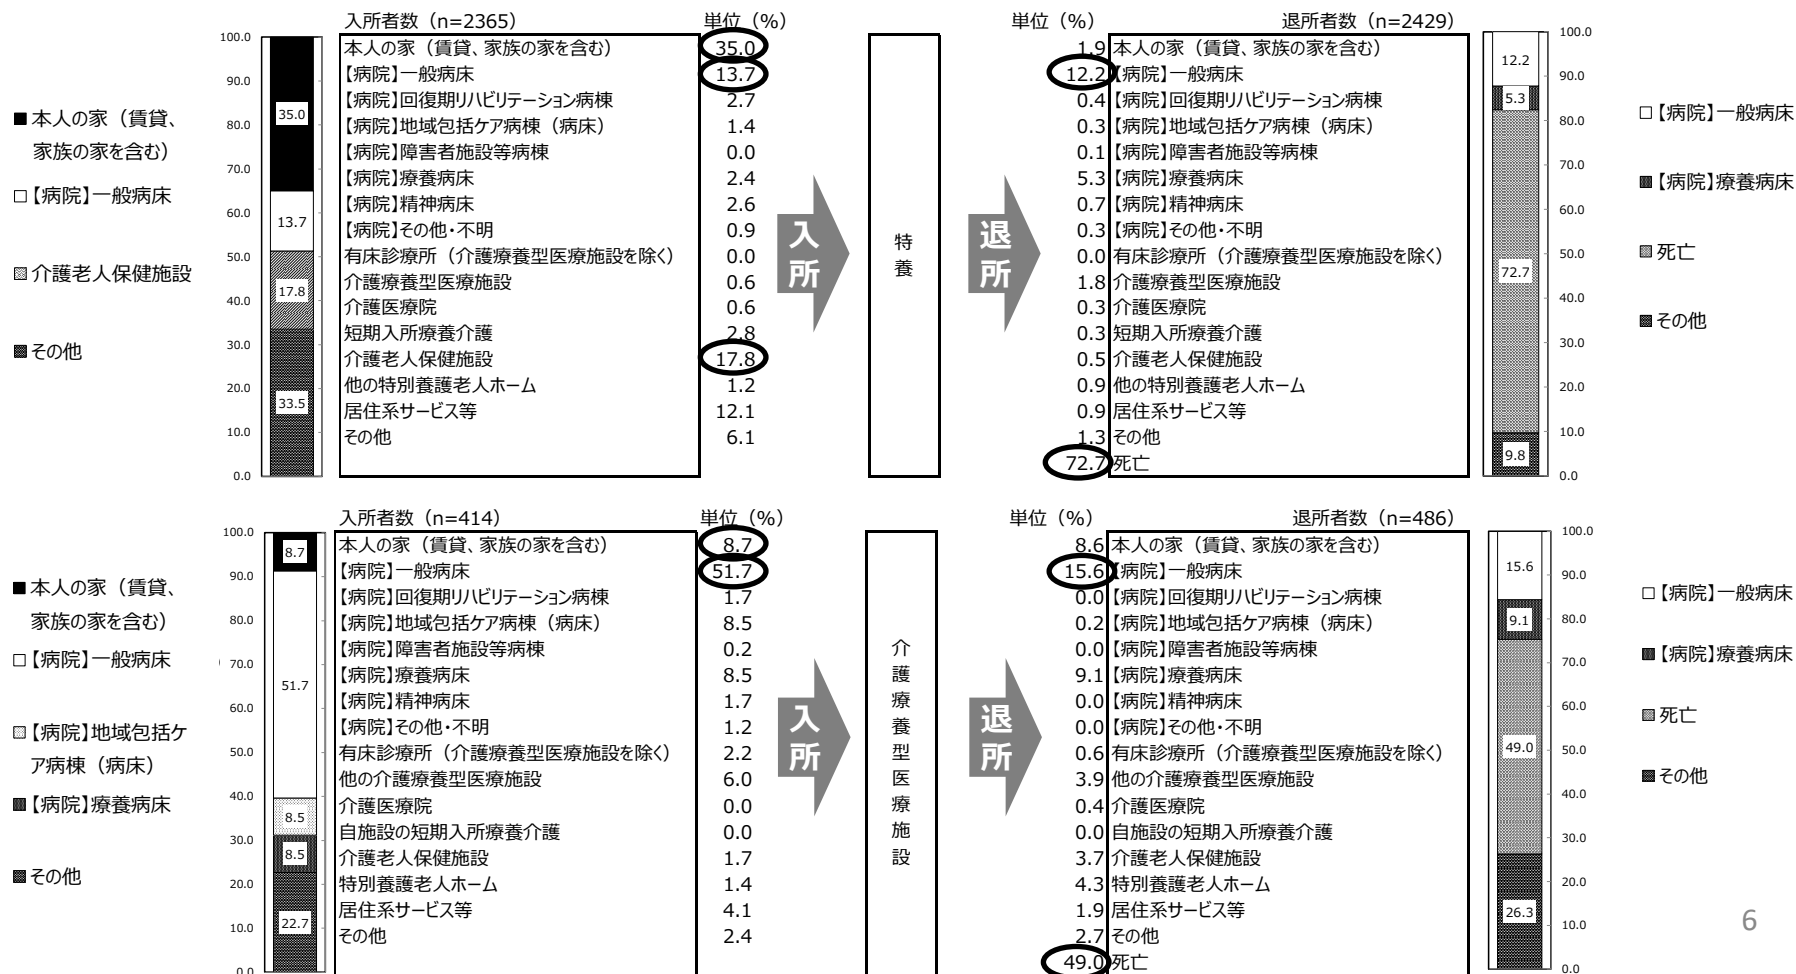 入所者数（n=2365）　単位（%）
本人の家（賃貸、家族の家を含む）　35.0
【病院】一般病床　13.7
【病院】回復期リハビリテーション病棟　2.7
【病院】地域包括ケア病棟（病床）　1.4
【病院】障害者施設等病棟　0.0
【病院】療養病床　2.4
【病院】精神病床　2.6
【病院】その他・不明　0.9
有床診療所（介護療養型医療施設を除く）　0.0
介護療養型医療施設　0.6
介護医療院　0.6
短期入所療養介護　2.8
介護老人保健施設　17.8
他の特別養護老人ホーム　1.2
居住系サービス等　12.1
その他　6.1
100.0
90.0
80.0
70.0
60.0
50.0
40.0
30.0
20.0
10.0
0.0
35.0
13.7
17.8
33.5
■本人の家（賃貸、
家族の家を含む）
□【病院】一般病床
介護老人保健施設
その他
入所
特養
退所
単位（%）　退所者数（n=2429）
1.9 本人の家（賃貸、家族の家を含む）
12.2 【病院】一般病床
0.4 【病院】回復期リハビリテーション病棟
0.3 【病院】地域包括ケア病棟（病床）
0.1 【病院】障害者施設等病棟
5.3 【病院】療養病床
0.7 【病院】精神病床
0.3 【病院】その他・不明
0.0 有床診療所（介護療養型医療施設を除く）
1.8 介護療養型医療施設
0.3 介護医療院
0.3 短期入所療養介護
0.5 介護老人保健施設
0.9 他の特別養護老人ホーム
0.9 居住系サービス等
1.3 その他
72.7 死亡
12.2
5.3
72.7
9.8
100.0
90.0
80.0
70.0
60.0
50.0
40.0
30.0
20.0
10.0
0.0
□【病院】一般病床
【病院】療養病床
死亡
その他
入所者数（n=414）　単位（%）
本人の家（賃貸、家族の家を含む）　8.7
【病院】一般病床　51.7
【病院】回復期リハビリテーション病棟　1.7
【病院】地域包括ケア病棟（病床）　8.5
【病院】障害者施設等病棟　0.2
【病院】療養病床　8.5
【病院】精神病床　1.7
【病院】その他・不明　1.2
有床診療所（介護療養型医療施設を除く）　2.2
他の介護療養型医療施設　6.0
介護医療院　0.0
自施設の短期入所療養介護　0.0
介護老人保健施設　1.7
特別養護老人ホーム　1.4
居住系サービス等　4.1
その他　2.4
100.0
90.0
80.0
70.0
60.0
50.0
40.0
30.0
20.0
10.0
0.0
8.7
51.7
8.5
8.5
22.7
■本人の家（賃貸、
家族の家を含む）
□【病院】一般病床
【病院】地域包括ケ
ア病棟（病床）
【病院】療養病床
その他
入所
介護療養型医療施設
退所
単位（%）　退所者数（n=486）
8.6 本人の家（賃貸、家族の家を含む）
15.6 【病院】一般病床
0.0 【病院】回復期リハビリテーション病棟
0.2 【病院】地域包括ケア病棟（病床）
0.0 【病院】障害者施設等病棟
9.1 【病院】療養病床
0.0 【病院】精神病床
0.0 【病院】その他・不明
0.6 有床診療所（介護療養型医療施設を除く）
3.9 他の介護療養型医療施設
0.4 介護医療院
0.0 自施設の短期入所療養介護
3.7 介護老人保健施設
4.3 特別養護老人ホーム
1.9 居住系サービス等
2.7 その他
49.0 死亡
15.6
9.1
49.0
26.3
100.0
90.0
80.0
70.0
60.0
50.0
40.0
30.0
20.0
10.0
0.0
□【病院】一般病床
【病院】療養病床
死亡
その他
6